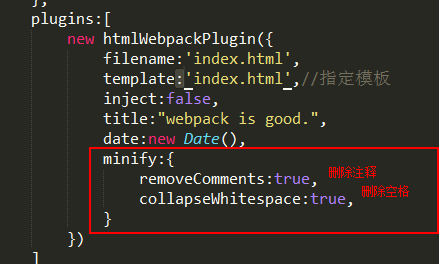 },
plugins:[
new htmlWebpackPlugin({
filename:'index.html',
template:'index.html',//指定模板
inject:false,
title:"webpack is good.",
date:new Date(),
minify:{
removeComments:true, 删除注释
collapseWhitespace:true, 删除空格
}
})
]